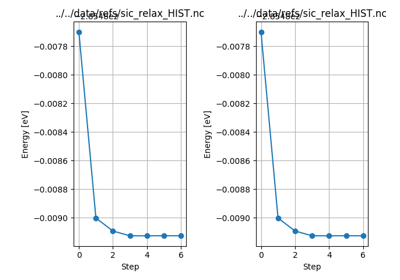 ../../data/refs/sic_relax_HIST.nc
../../data/refs/sic_relax_HIST.nc
−0.0078
−0.0080
−0.0082
−0.0084
−0.0086
−0.0088
−0.0090
Energy [eV]
0 2 4 6
Step
−0.0078
−0.0080
−0.0082
−0.0084
−0.0086
−0.0088
−0.0090
Energy [eV]
0 2 4 6
Step